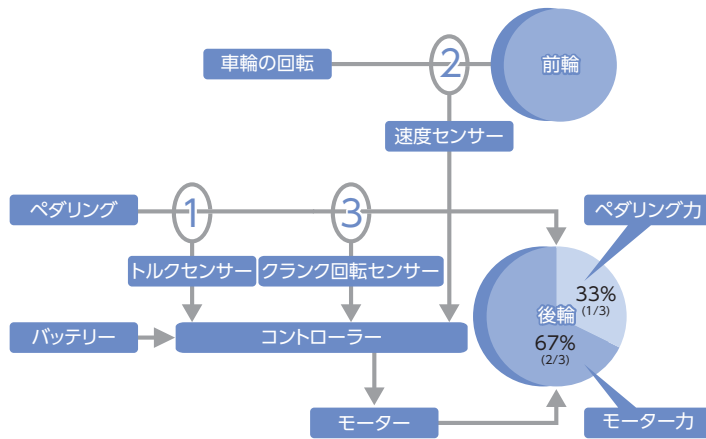 車輪の回転
2
前輪
速度センサー
ペダリング
1
3
ペダリング力
トルクセンサー
クランク回転センサー
33%
(1/3)
後輪
67%
(2/3)
バッテリー
コントローラー
モーター
モーター力